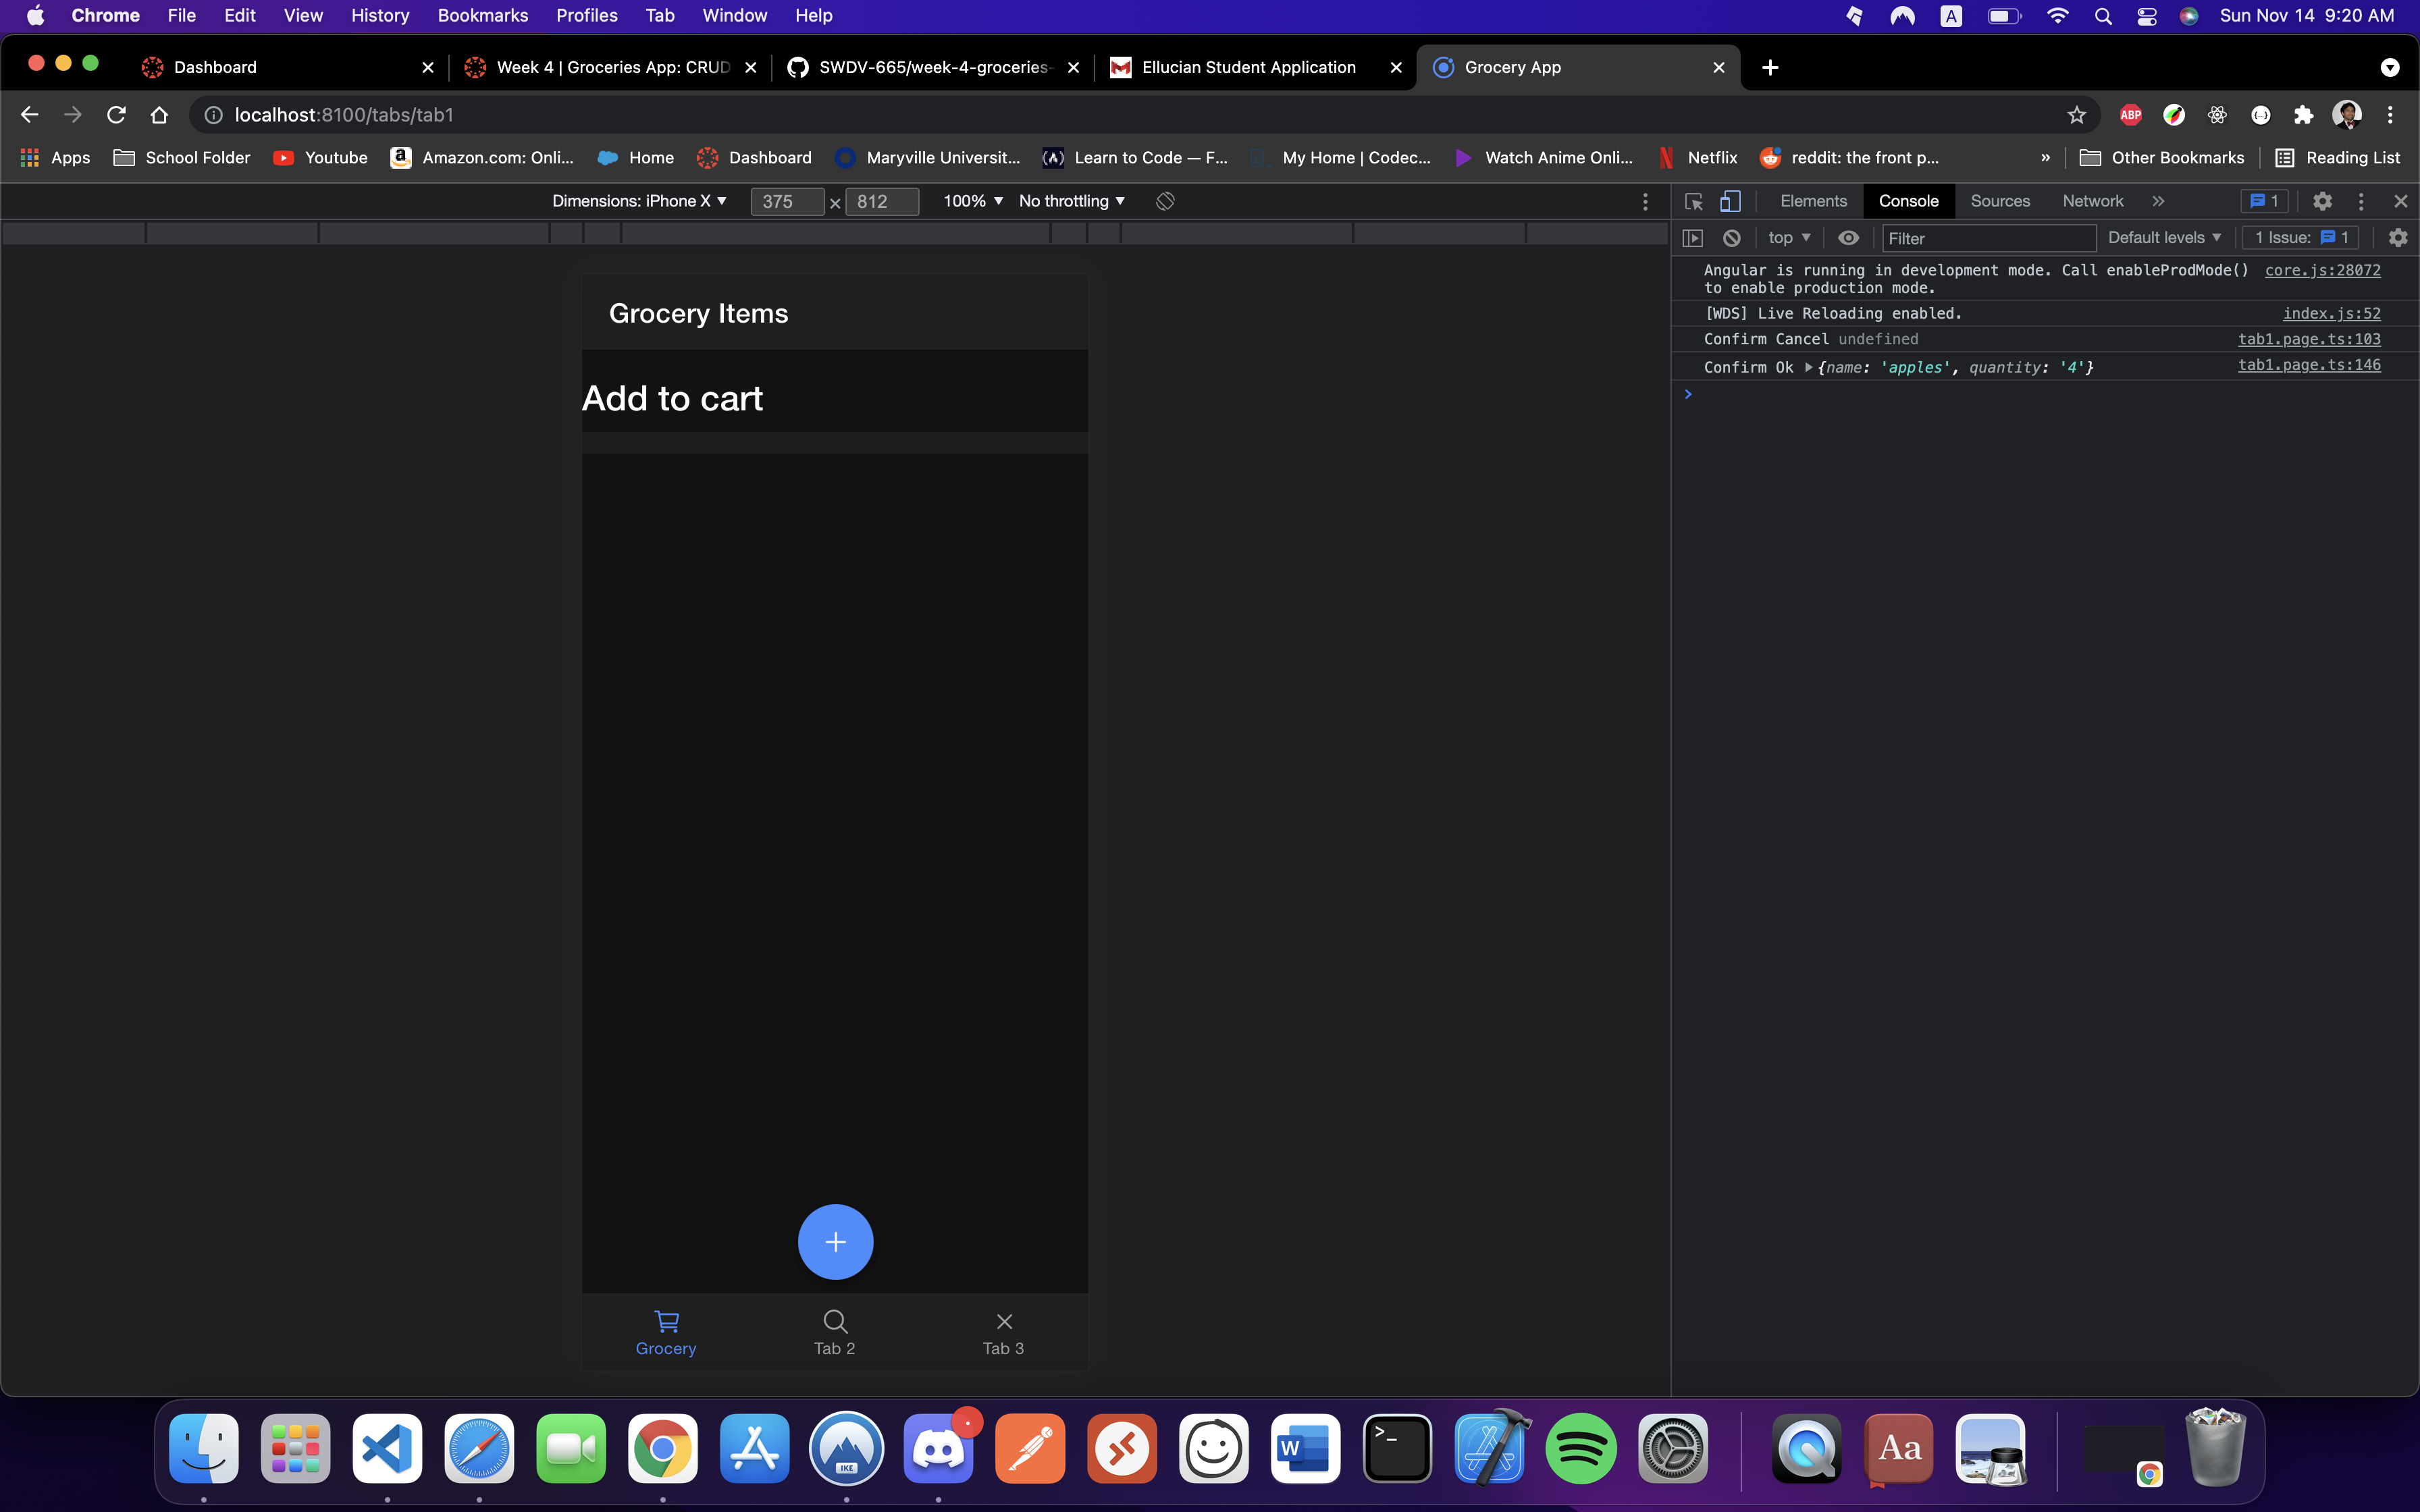 Chrome File Edit View History Bookmarks Profiles Tab Window Help A Sun Nov 14 9:20 AM
Dashboard Week 4 | Groceries App: CRUD SWDV-665/week-4-groceries- Ellucian Student Application Grocery App
localhost:8100/tabs/tab1 ABP
Apps School Folder Youtube Amazon.com: Onli... Home Dashboard Maryville Universit... Learn to Code — F... My Home | Codec... Watch Anime Onli... Netflix reddit: the front p... » Other Bookmarks Reading List
Dimensions: iPhone X 375 × 812 100% No throttling
Elements Console Sources Network » 1
top Filter Default levels 1 Issue: 1
Angular is running in development mode. Call enableProdMode() core.js:28072
to enable production mode.
[WDS] Live Reloading enabled. index.js:52
Confirm Cancel undefined tab1.page.ts:103
Confirm Ok {name: 'apples', quantity: '4'} tab1.page.ts:146
Grocery Items
Add to cart
Grocery Tab 2 Tab 3
IKE W >_ Aa